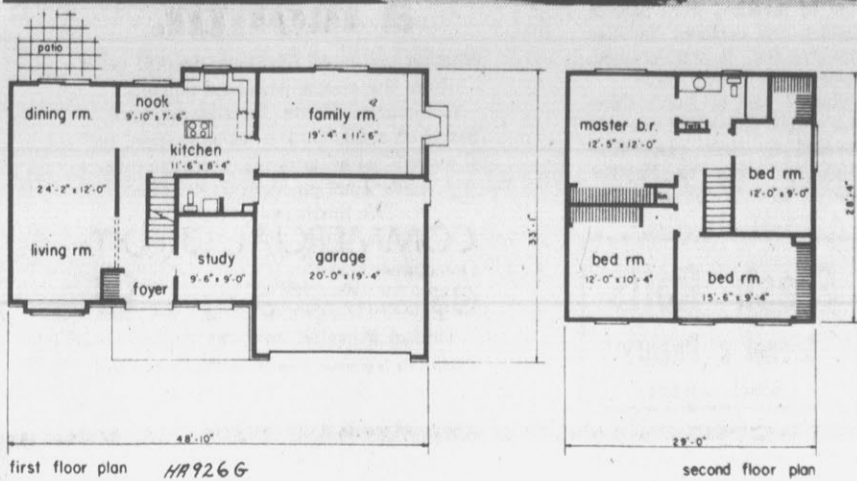 patio
dining rm.
nook
9'-10" x 7'-6"
family rm.
19'-4" x 11'-6"
kitchen
11'-6" x 8'-4"
24'-2" x 12'-0"
living rm.
foyer
study
9'-6" x 9'-0"
garage
20'-0" x 19'-4"
48'-10"
first floor plan
HA926G
master b.r.
12'-5" x 12'-0"
bed rm.
12'-0" x 9'-0"
bed rm.
12'-0" x 10'-4"
bed rm.
15'-6" x 9'-4"
28'-4"
29'-0"
second floor plan